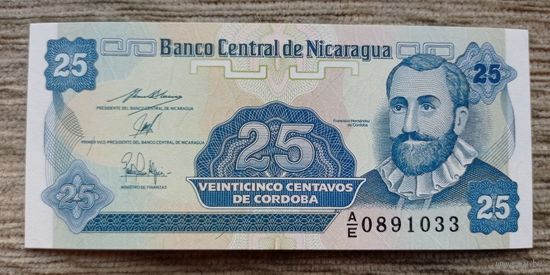 Banco Central de Nicaragua
25
25
PRESIDENTE DEL BANCO CENTRAL DE NICARAGUA
Francisco Hernández
de Córdoba
PRIMER VICE-PRESIDENTE DEL BANCO CENTRAL DE NICARAGUA
25
MINISTRO DE FINANZAS
25
VEINTICINCO CENTAVOS
DE CORDOBA
25
A/E 0891033